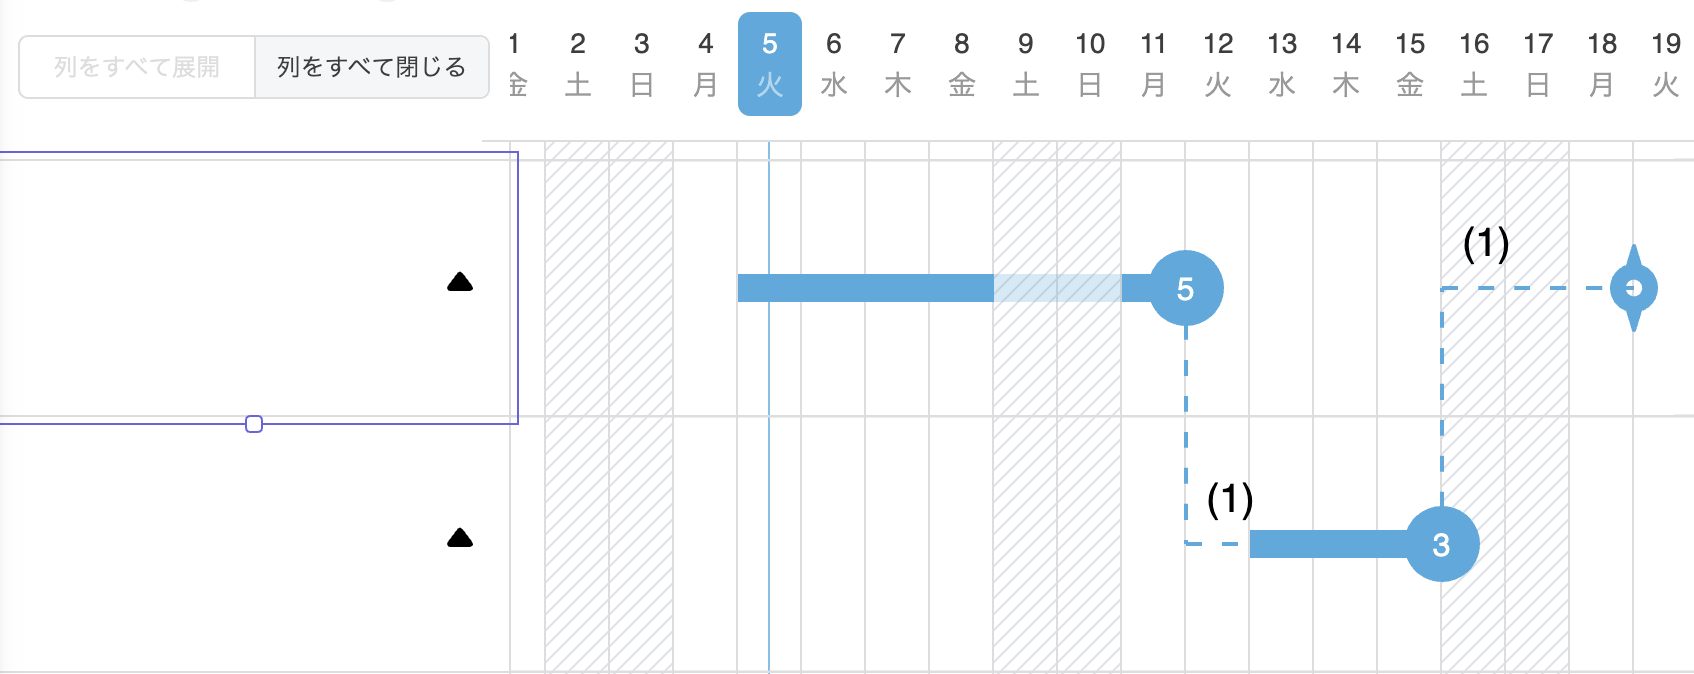 列をすべて展開 列をすべて閉じる
1 2 3 4 5 6 7 8 9 10 11 12 13 14 15 16 17 18 19
金 土 日 月 火 水 木 金 土 日 月 火 水 木 金 土 日 月 火
(1)
5
(1)
3